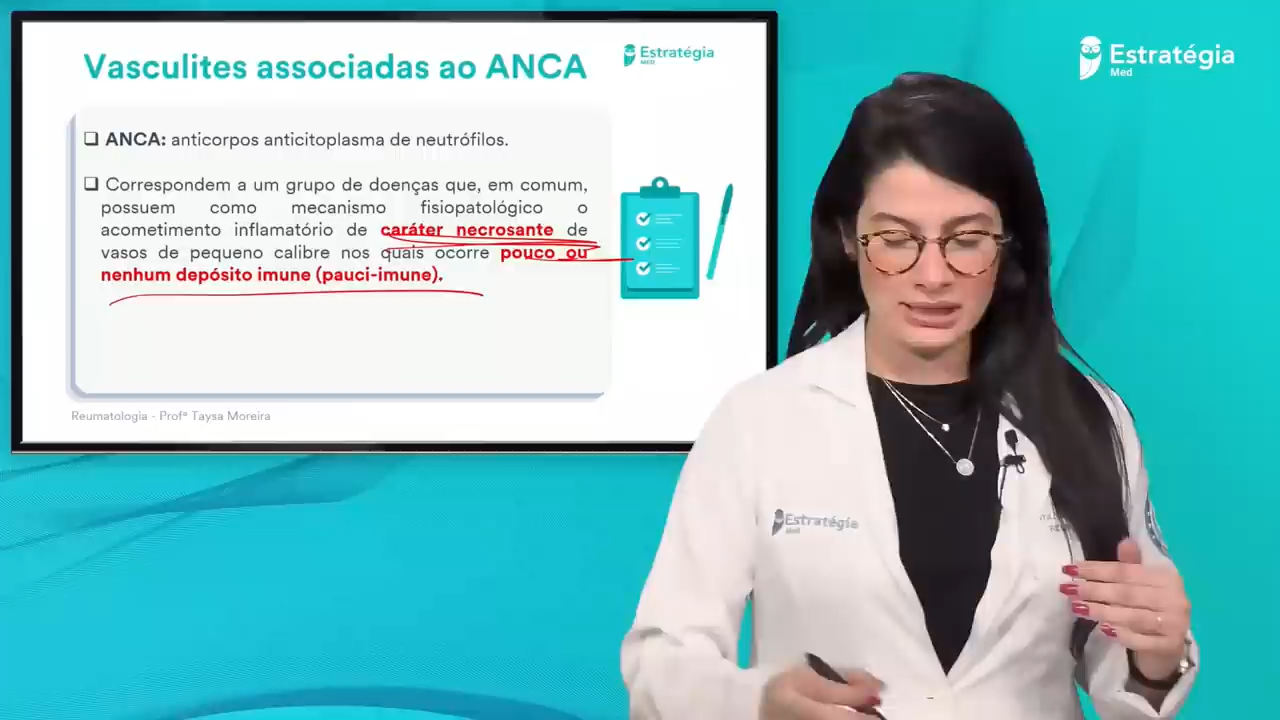 Vasculites associadas ao ANCA
Estratégia
MED
❑ ANCA: anticorpos anticitoplasma de neutrófilos.
❑ Correspondem a um grupo de doenças que, em comum,
possuem como mecanismo fisiopatológico o
acometimento inflamatório de caráter necrosante de
vasos de pequeno calibre nos quais ocorre pouco ou
nenhum depósito imune (pauci-imune).
Reumatologia - Profª Taysa Moreira
Estratégia
Med
Estratégia
Med